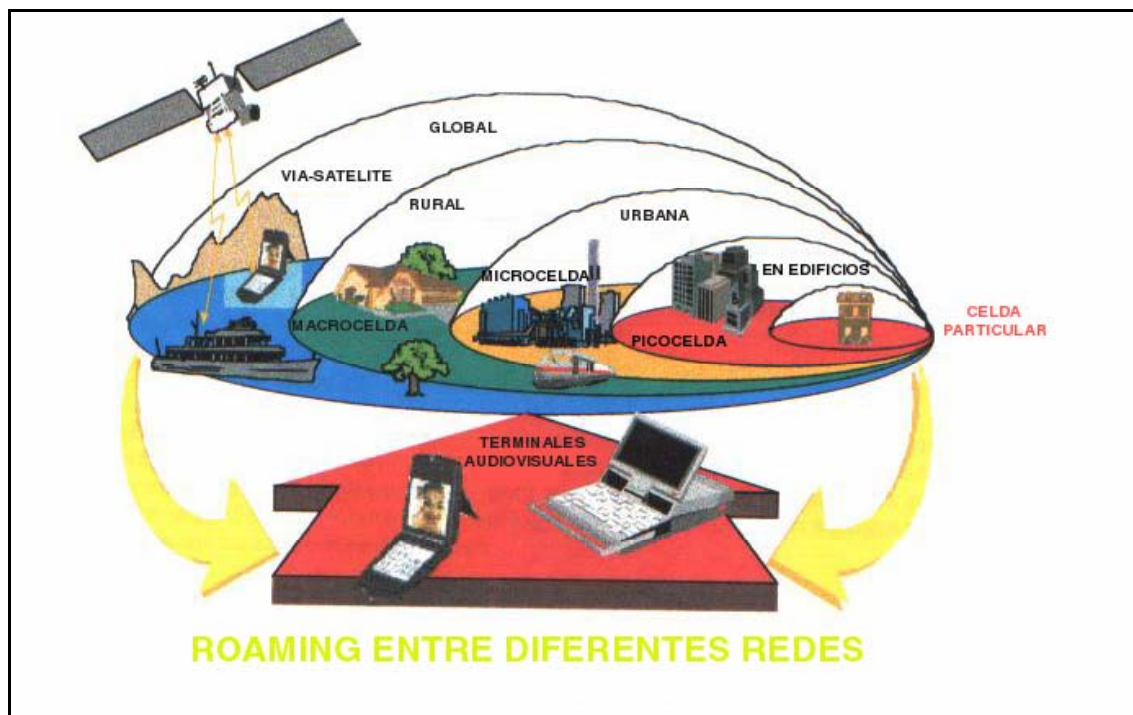 GLOBAL
VIA-SATELITE
RURAL
URBANA
MICROCELDA
EN EDIFICIOS
MACROCELDA
PICOCELDA
CELDA
PARTICULAR
TERMINALES
AUDIOVISUALES
ROAMING ENTRE DIFERENTES REDES